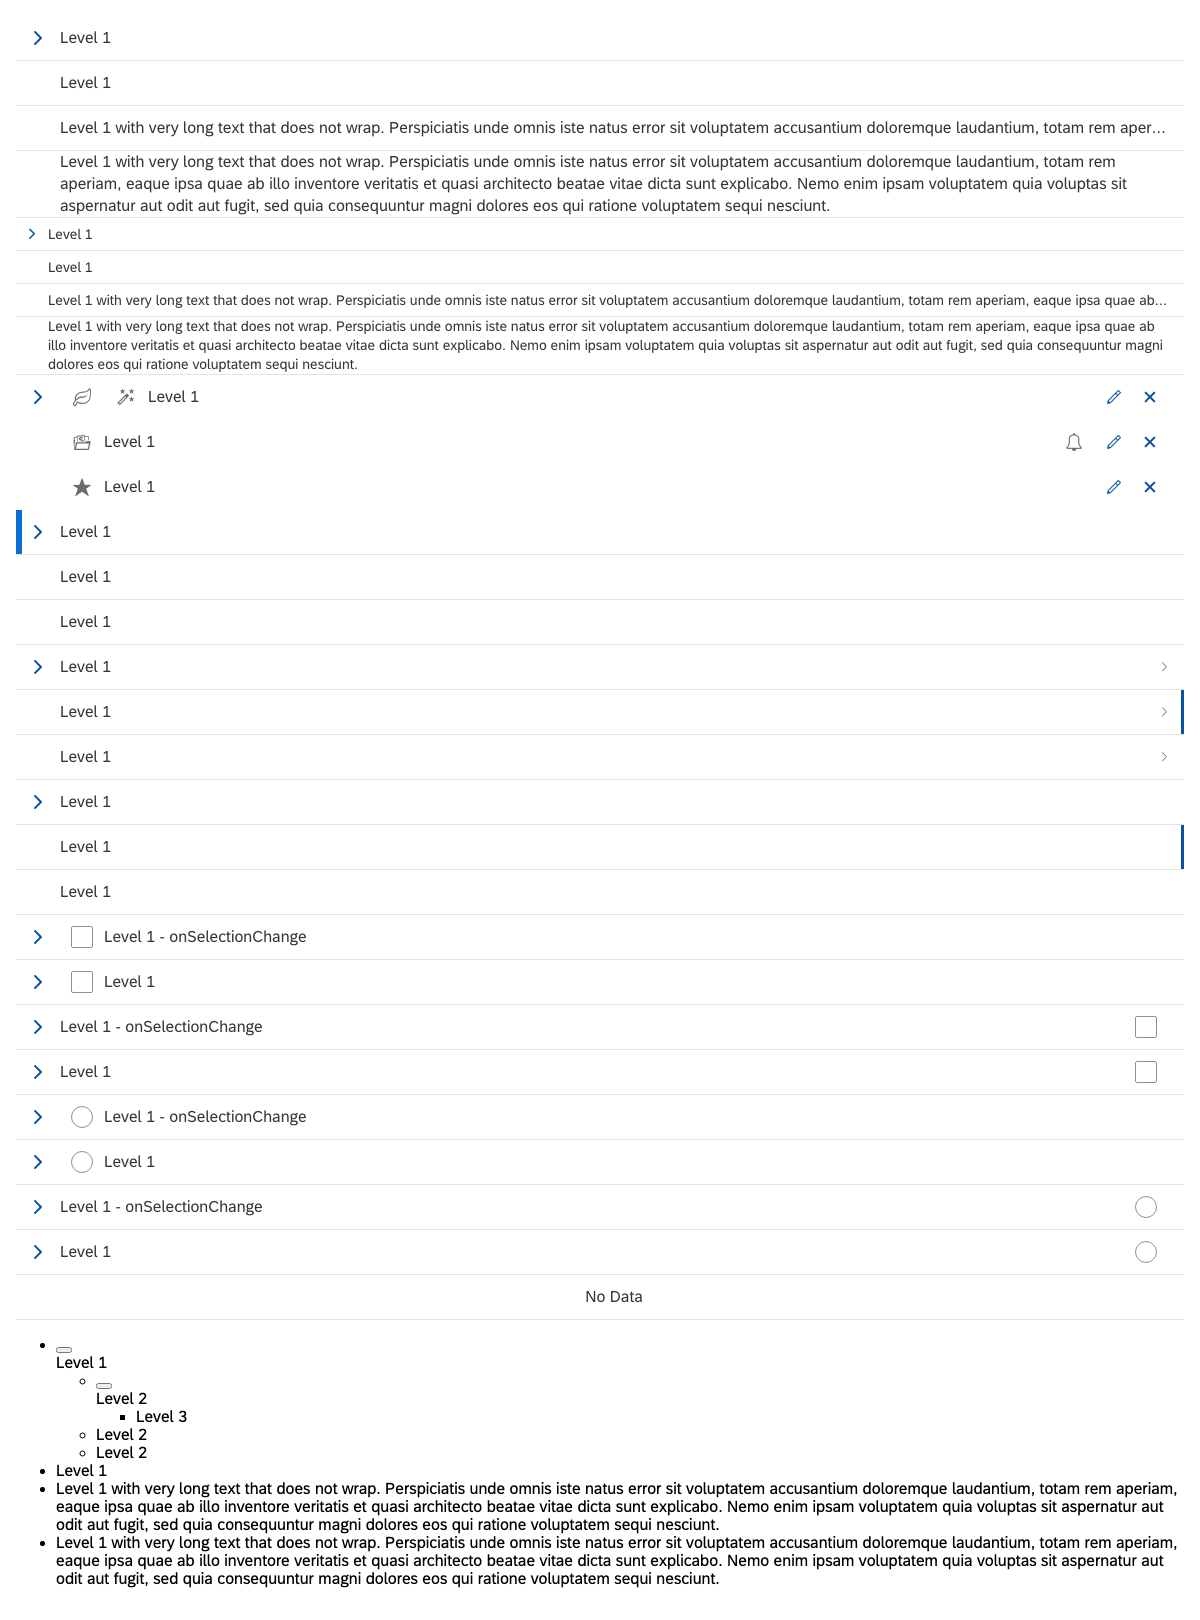 Level 1
Level 1
Level 1 with very long text that does not wrap. Perspiciatis unde omnis iste natus error sit voluptatem accusantium doloremque laudantium, totam rem aper...
Level 1 with very long text that does not wrap. Perspiciatis unde omnis iste natus error sit voluptatem accusantium doloremque laudantium, totam rem
aperiam, eaque ipsa quae ab illo inventore veritatis et quasi architecto beatae vitae dicta sunt explicabo. Nemo enim ipsam voluptatem quia voluptas sit
aspernatur aut odit aut fugit, sed quia consequuntur magni dolores eos qui ratione voluptatem sequi nesciunt.
Level 1
Level 1
Level 1 with very long text that does not wrap. Perspiciatis unde omnis iste natus error sit voluptatem accusantium doloremque laudantium, totam rem aperiam, eaque ipsa quae ab...
Level 1 with very long text that does not wrap. Perspiciatis unde omnis iste natus error sit voluptatem accusantium doloremque laudantium, totam rem aperiam, eaque ipsa quae ab
illo inventore veritatis et quasi architecto beatae vitae dicta sunt explicabo. Nemo enim ipsam voluptatem quia voluptas sit aspernatur aut odit aut fugit, sed quia consequuntur magni
dolores eos qui ratione voluptatem sequi nesciunt.
Level 1
Level 1
Level 1
Level 1
Level 1
Level 1
Level 1
Level 1
Level 1
Level 1
Level 1
Level 1
Level 1 - onSelectionChange
Level 1
Level 1 - onSelectionChange
Level 1
Level 1 - onSelectionChange
Level 1
Level 1 - onSelectionChange
Level 1
No Data
Level 1
Level 2
Level 3
Level 2
Level 2
Level 1
Level 1 with very long text that does not wrap. Perspiciatis unde omnis iste natus error sit voluptatem accusantium doloremque laudantium, totam rem aperiam,
eaque ipsa quae ab illo inventore veritatis et quasi architecto beatae vitae dicta sunt explicabo. Nemo enim ipsam voluptatem quia voluptas sit aspernatur aut
odit aut fugit, sed quia consequuntur magni dolores eos qui ratione voluptatem sequi nesciunt.
Level 1 with very long text that does not wrap. Perspiciatis unde omnis iste natus error sit voluptatem accusantium doloremque laudantium, totam rem aperiam,
eaque ipsa quae ab illo inventore veritatis et quasi architecto beatae vitae dicta sunt explicabo. Nemo enim ipsam voluptatem quia voluptas sit aspernatur aut
odit aut fugit, sed quia consequuntur magni dolores eos qui ratione voluptatem sequi nesciunt.